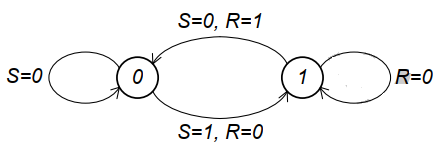 S=0, R=1
S=0
0
1
R=0
S=1, R=0